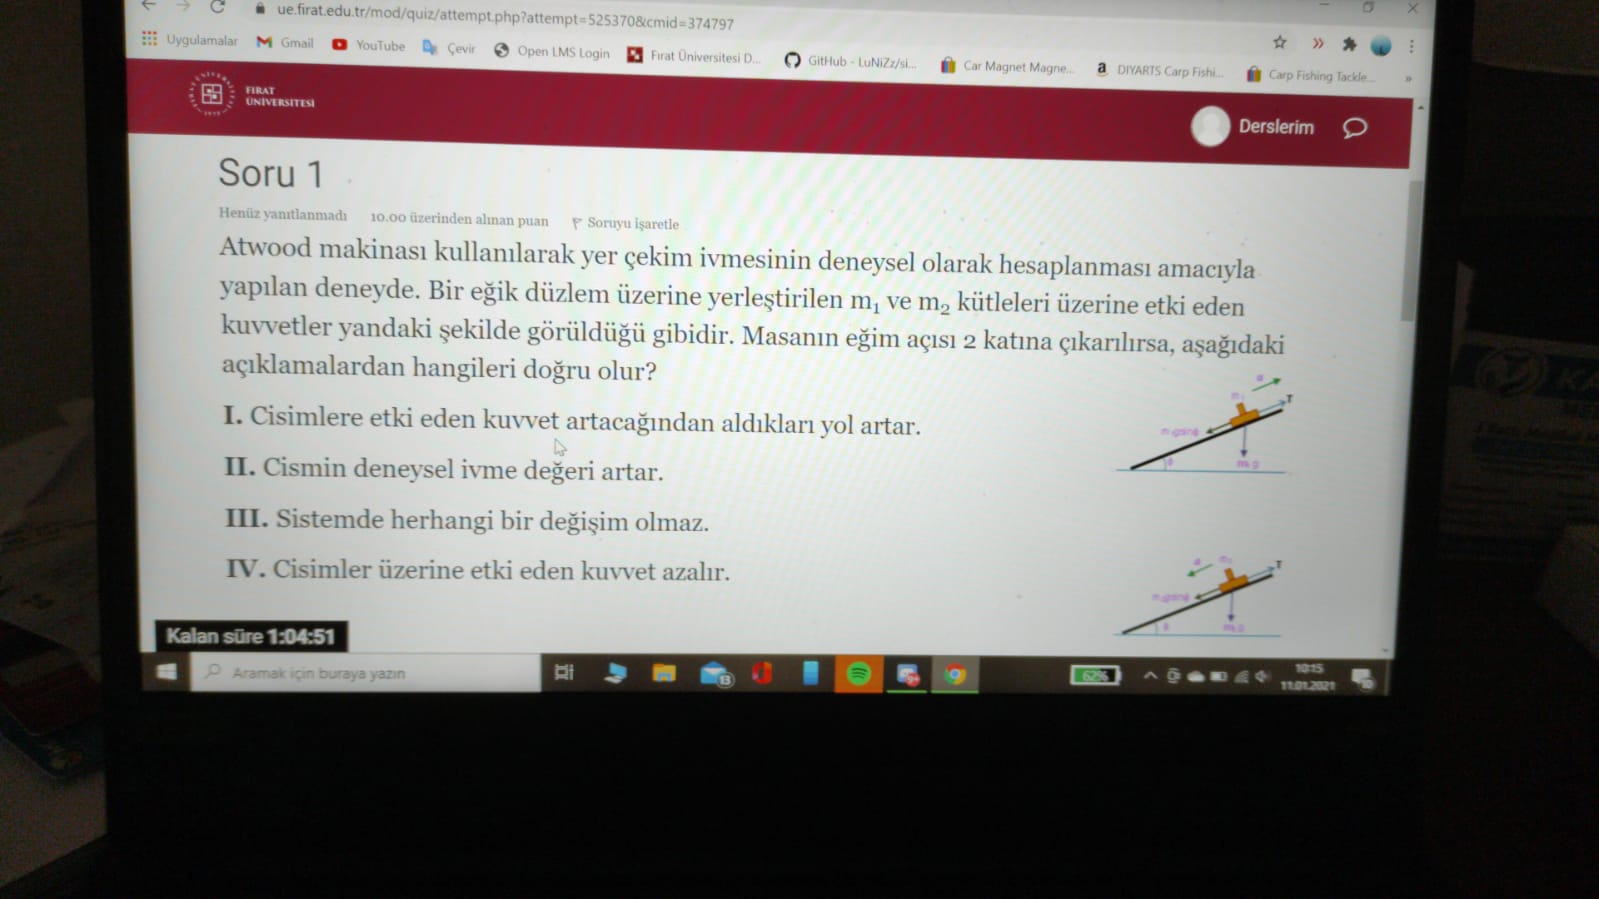 ue.firat.edu.tr/mod/quiz/attempt.php?attempt=525370&cmid=374797
Uygulamalar Gmail YouTube Çevir Open LMS Login Fırat Üniversitesi D... GitHub - LuNiZz/si... Car Magnet Magne... DIYARTS Carp Fishi... Carp Fishing Tackle... »
FIRAT
ÜNİVERSİTESİ
Derslerim
Soru 1
Henüz yanıtlanmadı 10.00 üzerinden alınan puan Soruyu işaretle
Atwood makinası kullanılarak yer çekim ivmesinin deneysel olarak hesaplanması amacıyla
yapılan deneyde. Bir eğik düzlem üzerine yerleştirilen m₁ ve m₂ kütleleri üzerine etki eden
kuvvetler yandaki şekilde görüldüğü gibidir. Masanın eğim açısı 2 katına çıkarılırsa, aşağıdaki
açıklamalardan hangileri doğru olur?
a
T
I. Cisimlere etki eden kuvvet artacağından aldıkları yol artar.
II. Cismin deneysel ivme değeri artar.
III. Sistemde herhangi bir değişim olmaz.
IV. Cisimler üzerine etki eden kuvvet azalır.
a
T
Kalan süre 1:04:51
Aramak için buraya yazın
13
9+
62%
10:15
11.01.2021